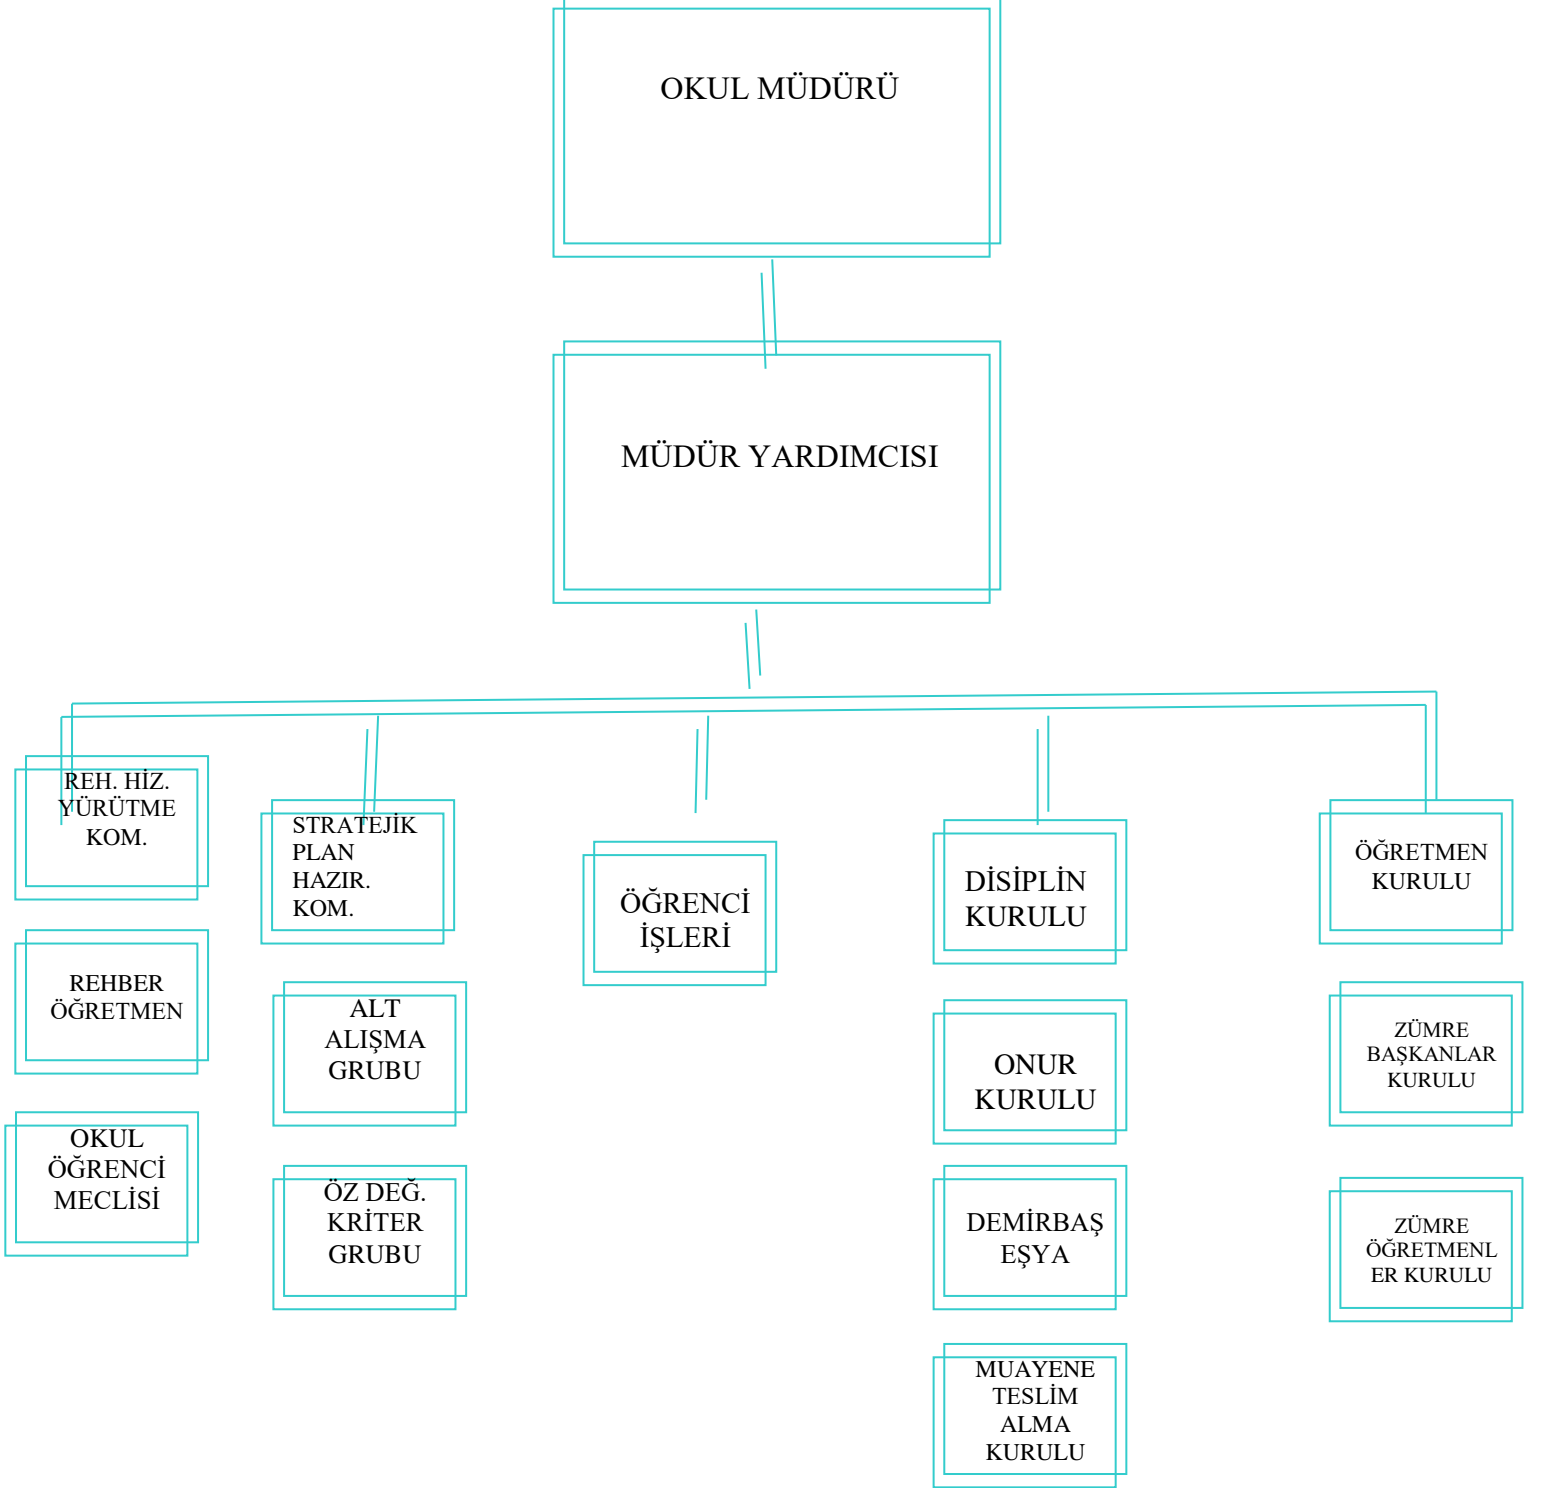 OKUL MÜDÜRÜ
MÜDÜR YARDIMCISI
REH. HİZ.
YÜRÜTME
KOM.
REHBER
ÖĞRETMEN
OKUL
ÖĞRENCİ
MECLİSİ
STRATEJİK
PLAN
HAZIR.
KOM.
ALT
ALIŞMA
GRUBU
ÖZ DEĞ.
KRİTER
GRUBU
ÖĞRENCİ
İŞLERİ
DİSİPLİN
KURULU
ONUR
KURULU
DEMİRBAŞ
EŞYA
MUAYENE
TESLİM
ALMA
KURULU
ÖĞRETMEN
KURULU
ZÜMRE
BAŞKANLAR
KURULU
ZÜMRE
ÖĞRETMENL
ER KURULU